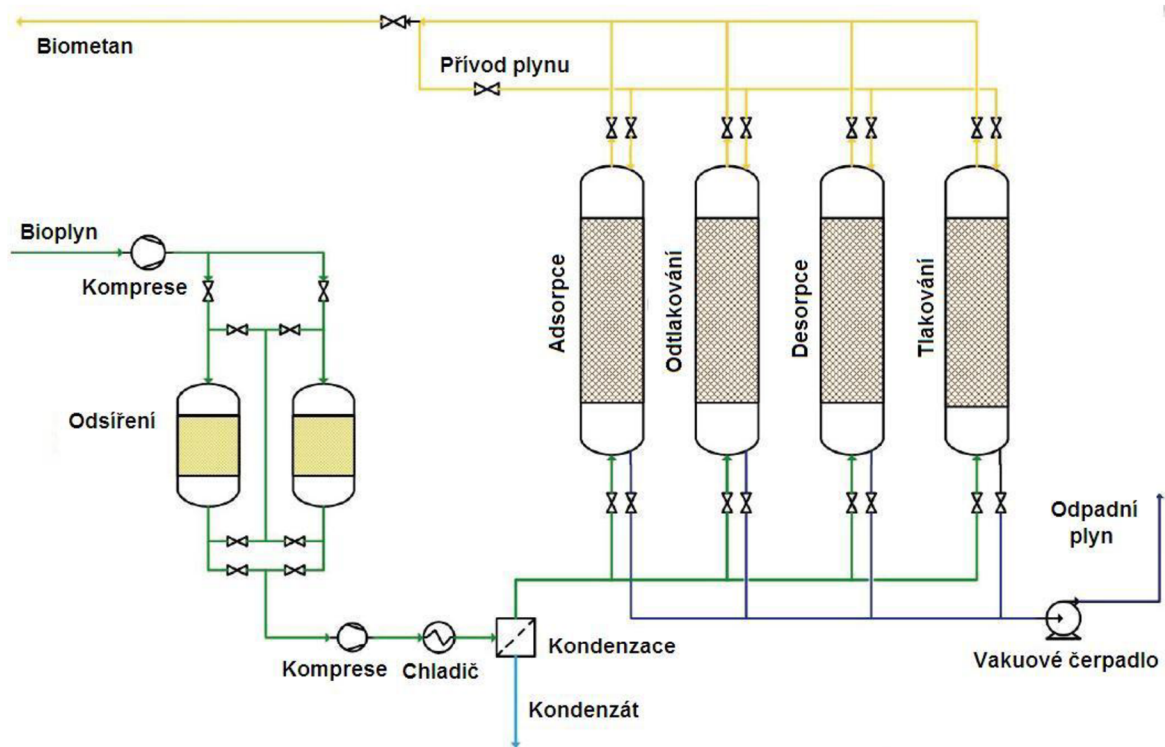 Biometan
Přívod plynu
Bioplyn
Komprese
Adsorpce
Odtlakování
Desorpce
Tlakování
Odsíření
Odpadní
plyn
Komprese
Chladič
Kondenzace
Vakuové čerpadlo
Kondenzát